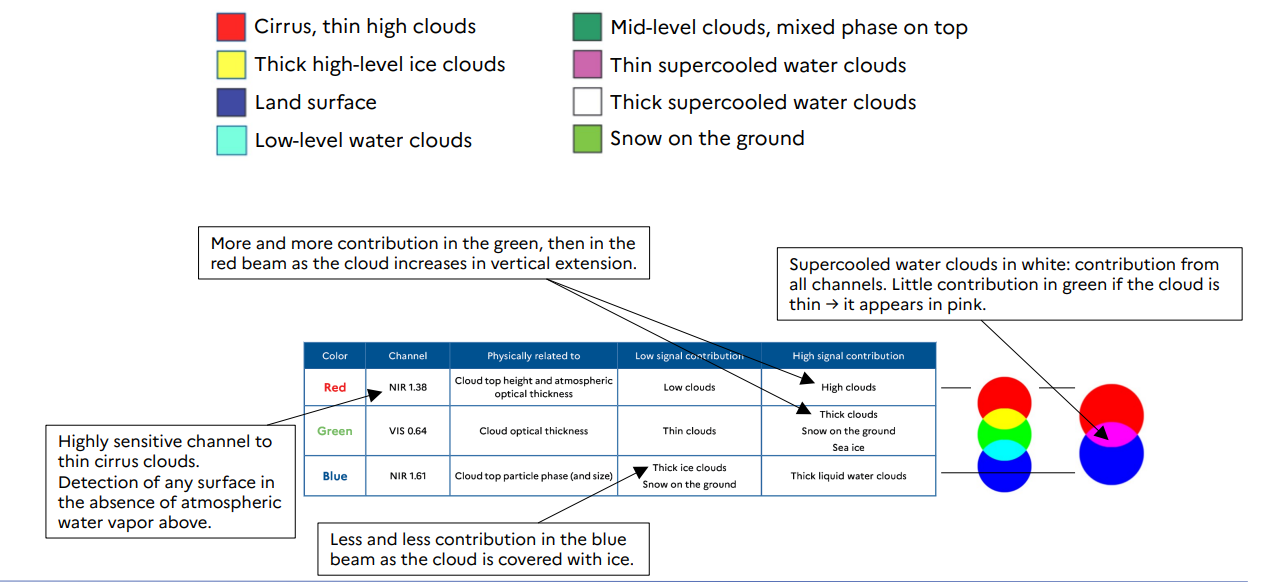 Cirrus, thin high clouds
Mid-level clouds, mixed phase on top
Thick high-level ice clouds
Thin supercooled water clouds
Land surface
Thick supercooled water clouds
Low-level water clouds
Snow on the ground
More and more contribution in the green, then in the
red beam as the cloud increases in vertical extension.
Supercooled water clouds in white: contribution from
all channels. Little contribution in green if the cloud is
thin → it appears in pink.
Color Channel Physically related to Low signal contribution High signal contribution
Red NIR 1.38 Cloud top height and atmospheric
optical thickness Low clouds High clouds
Green VIS 0.64 Cloud optical thickness Thin clouds Thick clouds
Snow on the ground
Sea ice
Blue NIR 1.61 Cloud top particle phase (and size) Thick ice clouds
Snow on the ground Thick liquid water clouds
Highly sensitive channel to
thin cirrus clouds.
Detection of any surface in
the absence of atmospheric
water vapor above.
Less and less contribution in the blue
beam as the cloud is covered with ice.